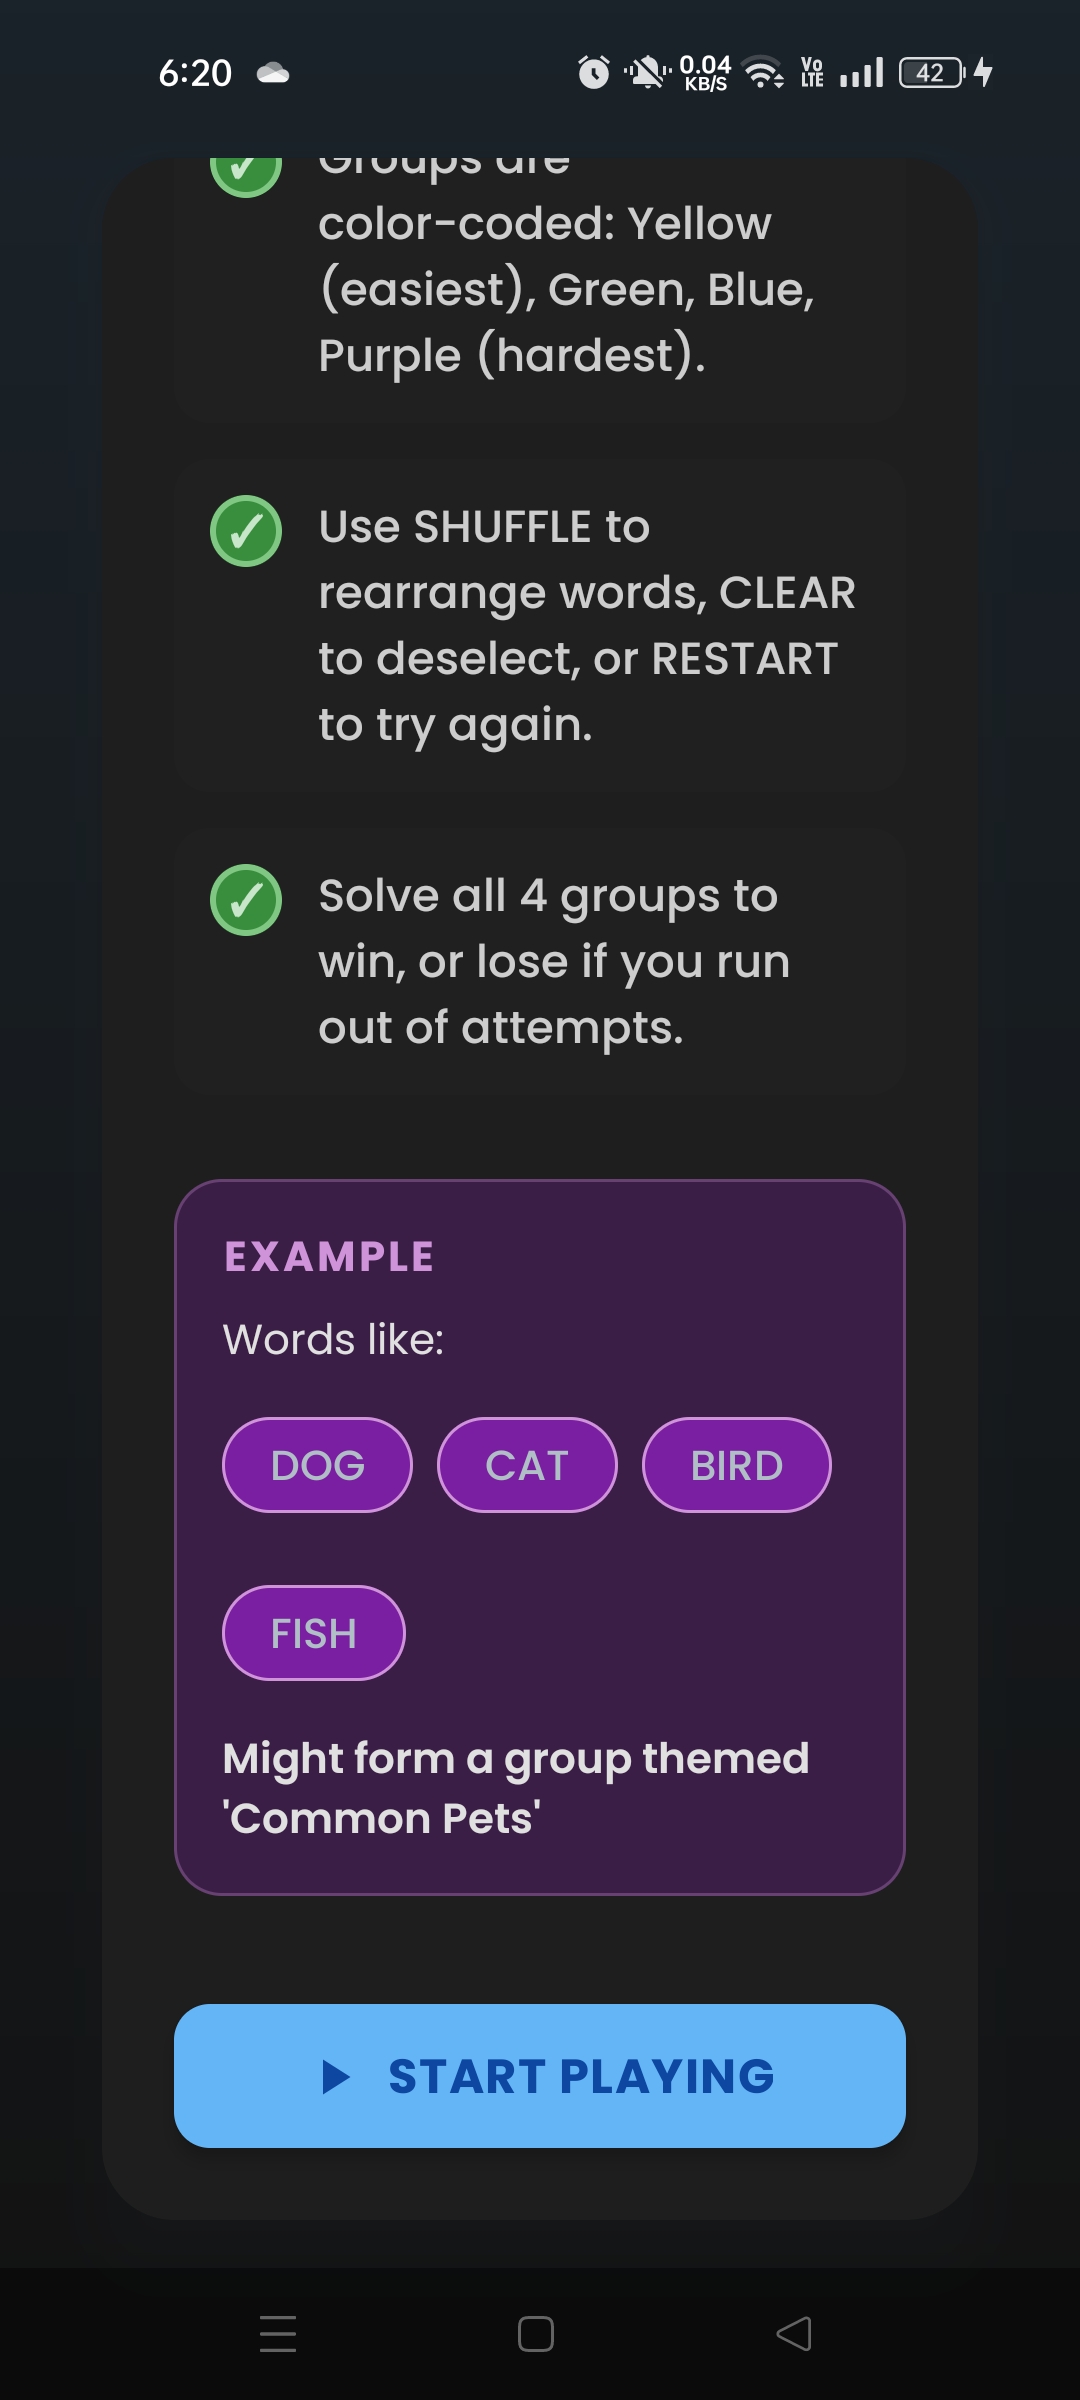 6:20
0.04
KB/S
Vo
LTE
42
Groups are
color-coded: Yellow
(easiest), Green, Blue,
Purple (hardest).
Use SHUFFLE to
rearrange words, CLEAR
to deselect, or RESTART
to try again.
Solve all 4 groups to
win, or lose if you run
out of attempts.
EXAMPLE
Words like:
DOG
CAT
BIRD
FISH
Might form a group themed
'Common Pets'
START PLAYING